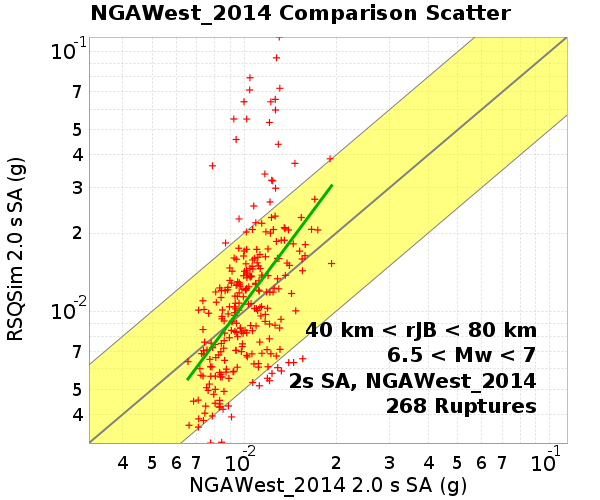 NGAWest_2014 Comparison Scatter
RSQSim 2.0 s SA (g)
10-1
7
5
4
3
2
10-2
7
5
4
40 km < rJB < 80 km
6.5 < Mw < 7
2s SA, NGAWest_2014
268 Ruptures
4 5 6 7 10-2 2 3 4 5 6 7 10-1
NGAWest_2014 2.0 s SA (g)